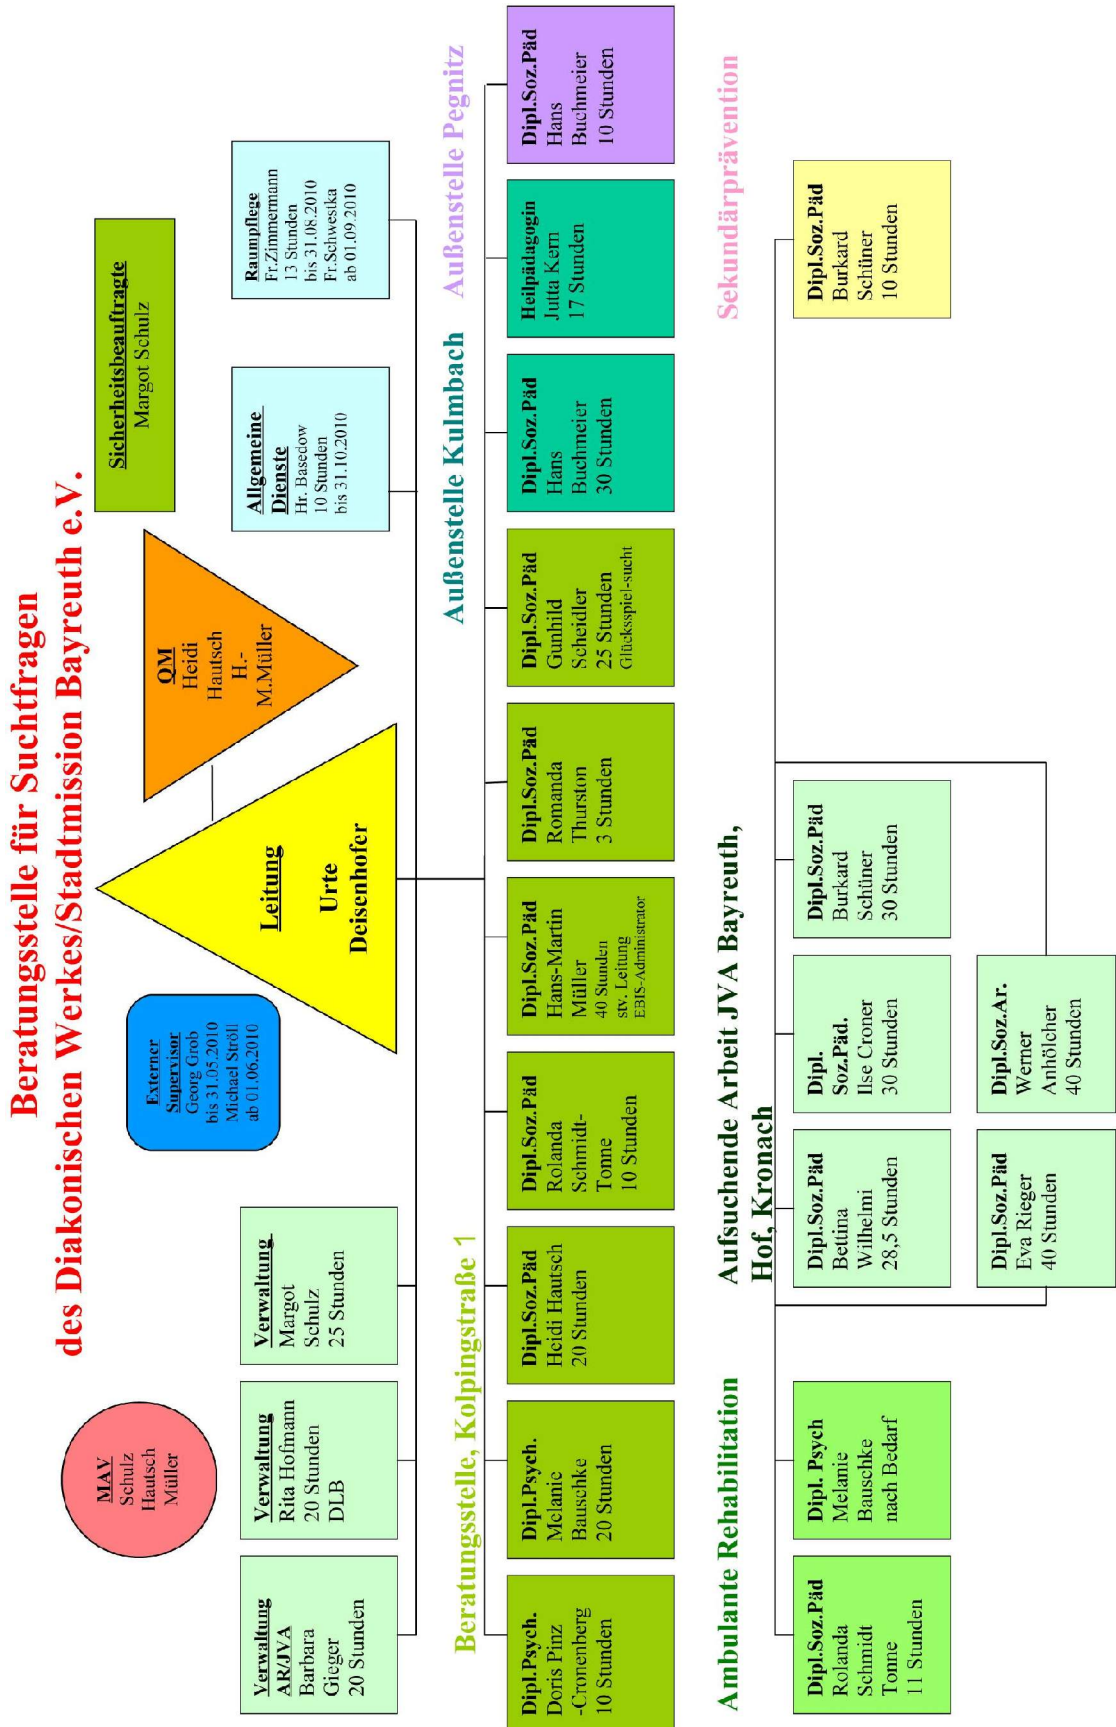 Beratungsstelle für Suchtfragen
des Diakonischen Werkes/Stadtmission Bayreuth e.V.
MAV
Schulz
Hautsch
Müller
Externer
Supervisor
Georg Grob
bis 31.05.2010
Michael Ströll
ab 01.06.2010
Leitung
Urte
Deisenhofer
QM
Heidi
Hautsch
H.-
M.Müller
Sicherheitsbeauftragte
Margot Schulz
Verwaltung
AR/JVA
Barbara
Gieger
20 Stunden
Verwaltung
Rita Hofmann
20 Stunden
DLB
Verwaltung
Margot
Schulz
25 Stunden
Allgemeine
Dienste
Hr. Basedow
10 Stunden
bis 31.10.2010
Raumpflege
Fr.Zimmermann
13 Stunden
bis 31.08.2010
Fr.Schwestka
ab 01.09.2010
Beratungsstelle, Kolpingstraße 1
Außenstelle Kulmbach
Außenstelle Pegnitz
Dipl.Psych.
Doris Pinz
-Cronenberg
10 Stunden
Dipl.Psych.
Melanie
Bauschke
20 Stunden
Dipl.Soz.Päd
Heidi Hautsch
20 Stunden
Dipl.Soz.Päd
Rolanda
Schmidt-
Tonne
10 Stunden
Dipl.Soz.Päd
Hans-Martin
Müller
40 Stunden
stv. Leitung
EBIS-Administrator
Dipl.Soz.Päd
Romanda
Thurston
3 Stunden
Dipl.Soz.Päd
Gunhild
Scheidler
25 Stunden
Glücksspiel-sucht
Dipl.Soz.Päd
Hans
Buchmeier
30 Stunden
Heilpädagogin
Jutta Kern
17 Stunden
Dipl.Soz.Päd
Hans
Buchmeier
10 Stunden
Ambulante Rehabilitation
Aufsuchende Arbeit JVA Bayreuth,
Hof, Kronach
Sekundärprävention
Dipl.Soz.Päd
Rolanda
Schmidt
Tonne
11 Stunden
Dipl. Psych
Melanie
Bauschke
nach Bedarf
Dipl.Soz.Päd
Bettina
Wilhelmi
28,5 Stunden
Dipl.
Soz.Päd.
Ilse Croner
30 Stunden
Dipl.Soz.Päd
Burkard
Schüner
30 Stunden
Dipl.Soz.Päd
Burkard
Schüner
10 Stunden
Dipl.Soz.Päd
Eva Rieger
40 Stunden
Dipl.Soz.Ar.
Werner
Anhölcher
40 Stunden